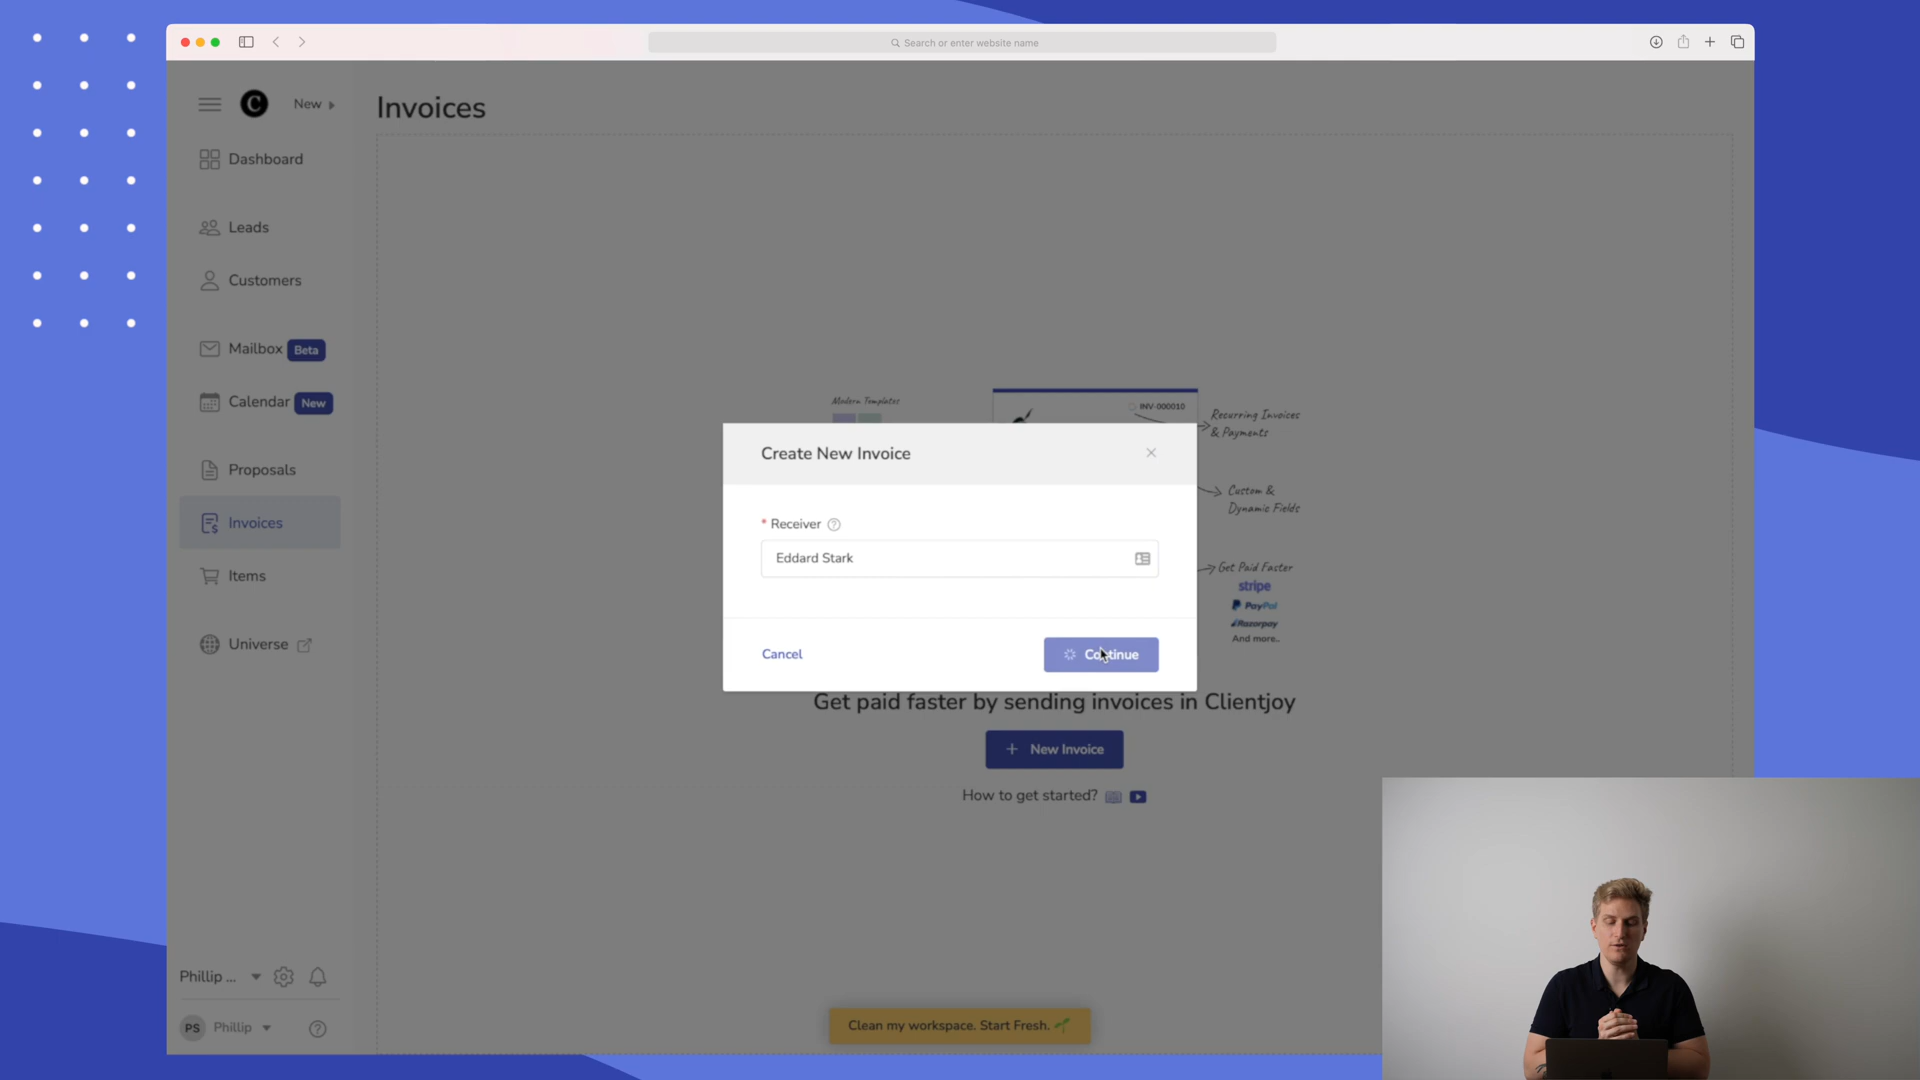 Search or enter website name
C
New
Invoices
Dashboard
Leads
Customers
Mailbox Beta
Calendar New
Proposals
Invoices
Items
Universe
Modern Templates
INV-000010
Recurring Invoices
& Payments
Custom &
Dynamic Fields
Get Paid Faster
stripe
PayPal
Razorpay
And more..
Create New Invoice
* Receiver
Eddard Stark
Cancel
Continue
Get paid faster by sending invoices in Clientjoy
+ New Invoice
How to get started?
Clean my workspace. Start Fresh.
Phillip ...
PS Phillip